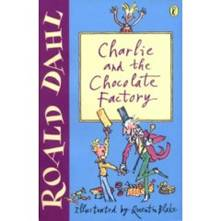 ROALD DAHL
Charlie
and the
Chocolate
Factory
Illustrated by Quentin Blake